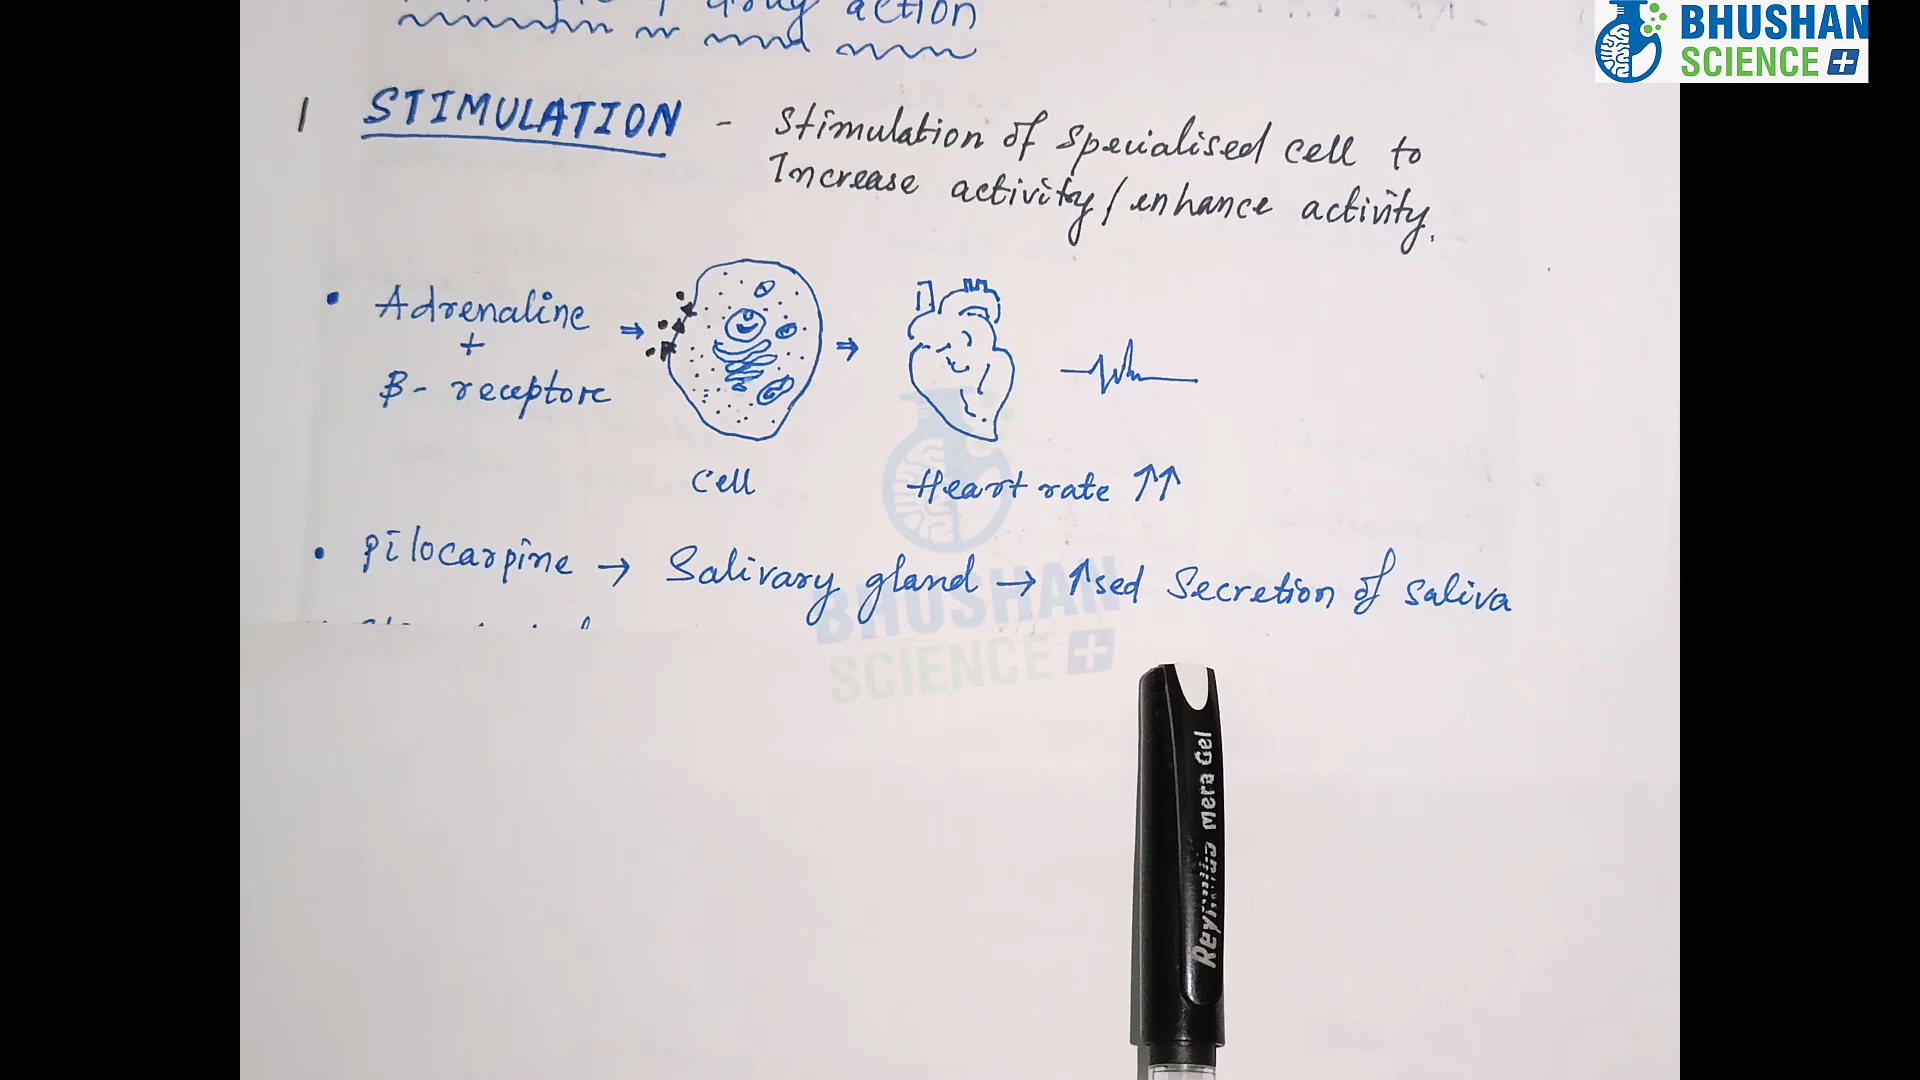 drug action
1 STIMULATION - Stimulation of Specialised cell to
Increase activity/enhance activity.
• Adrenaline ⇒ ⇒
+
β- receptore
Cell
Heart rate ↑↑
• Pilocarpine → Salivary gland → ↑sed Secretion of Saliva
BHUSHAN
SCIENCE +
BHUSHAN
SCIENCE +
Reynolds Mera Gel